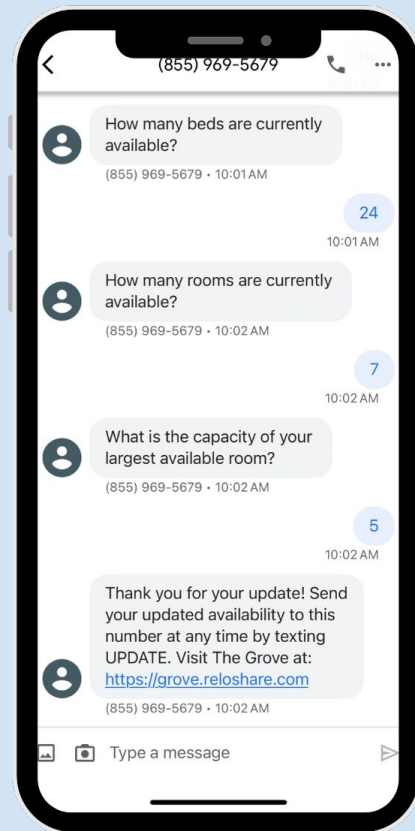 (855) 969-5679
How many beds are currently
available?
(855) 969-5679 • 10:01 AM
24
10:01 AM
How many rooms are currently
available?
(855) 969-5679 • 10:02 AM
7
10:02 AM
What is the capacity of your
largest available room?
(855) 969-5679 • 10:02 AM
5
10:02 AM
Thank you for your update! Send
your updated availability to this
number at any time by texting
UPDATE. Visit The Grove at:
https://grove.reloshare.com
(855) 969-5679 • 10:02 AM
Type a message